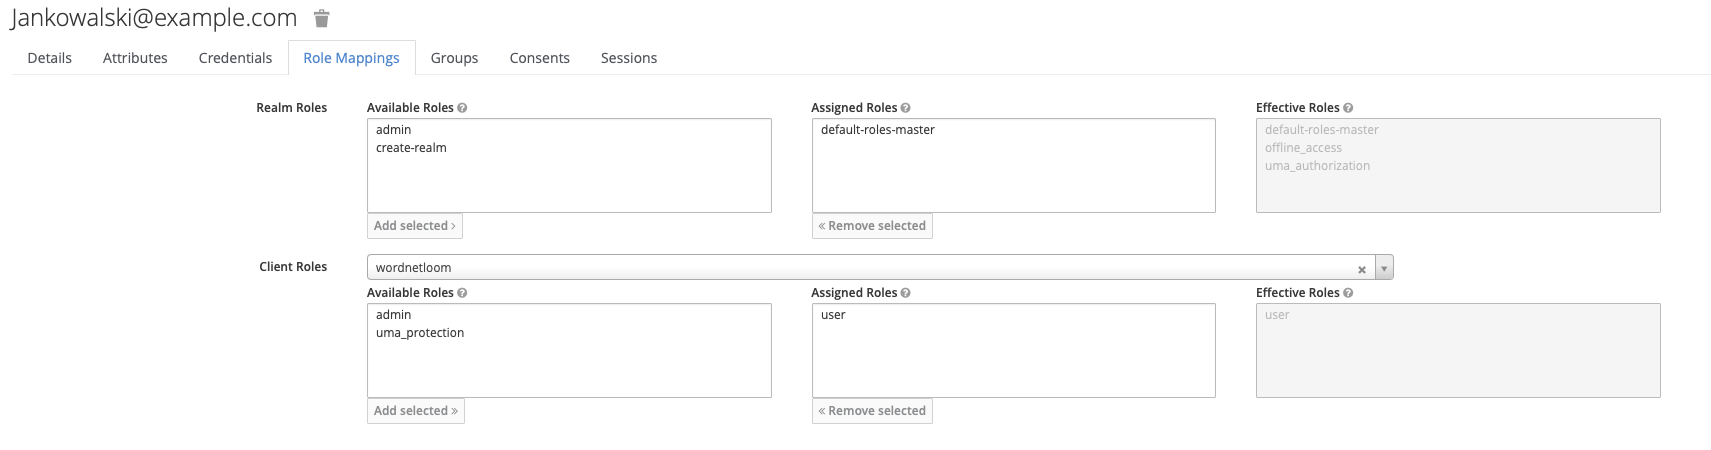 Jankowalski@example.com
Details Attributes Credentials Role Mappings Groups Consents Sessions
Realm Roles Available Roles Assigned Roles Effective Roles
admin default-roles-master default-roles-master
create-realm offline_access
uma_authorization
Add selected › « Remove selected
Client Roles wordnetloom
Available Roles Assigned Roles Effective Roles
admin user user
uma_protection
Add selected » « Remove selected